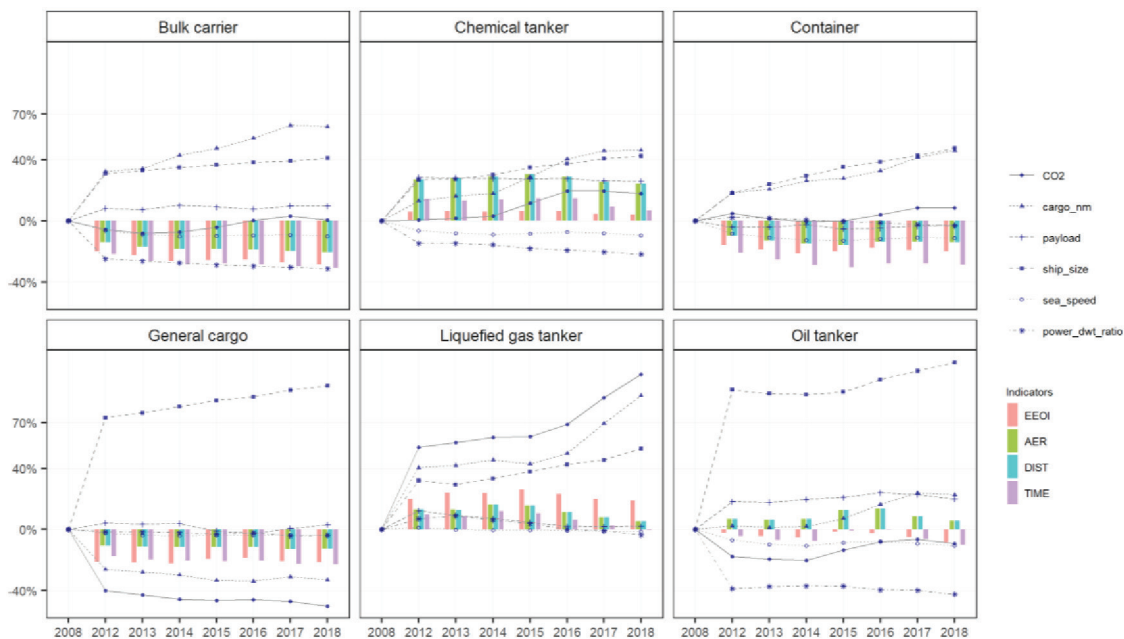 Bulk carrier
Chemical tanker
Container
70%
40%
0%
-40%
General cargo
Liquefied gas tanker
Oil tanker
70%
40%
0%
-40%
2008 2012 2013 2014 2015 2016 2017 2018
2008 2012 2013 2014 2015 2016 2017 2018
2008 2012 2013 2014 2015 2016 2017 2018
CO2
cargo_nm
payload
ship_size
sea_speed
power_dwt_ratio
Indicators
EEOI
AER
DIST
TIME